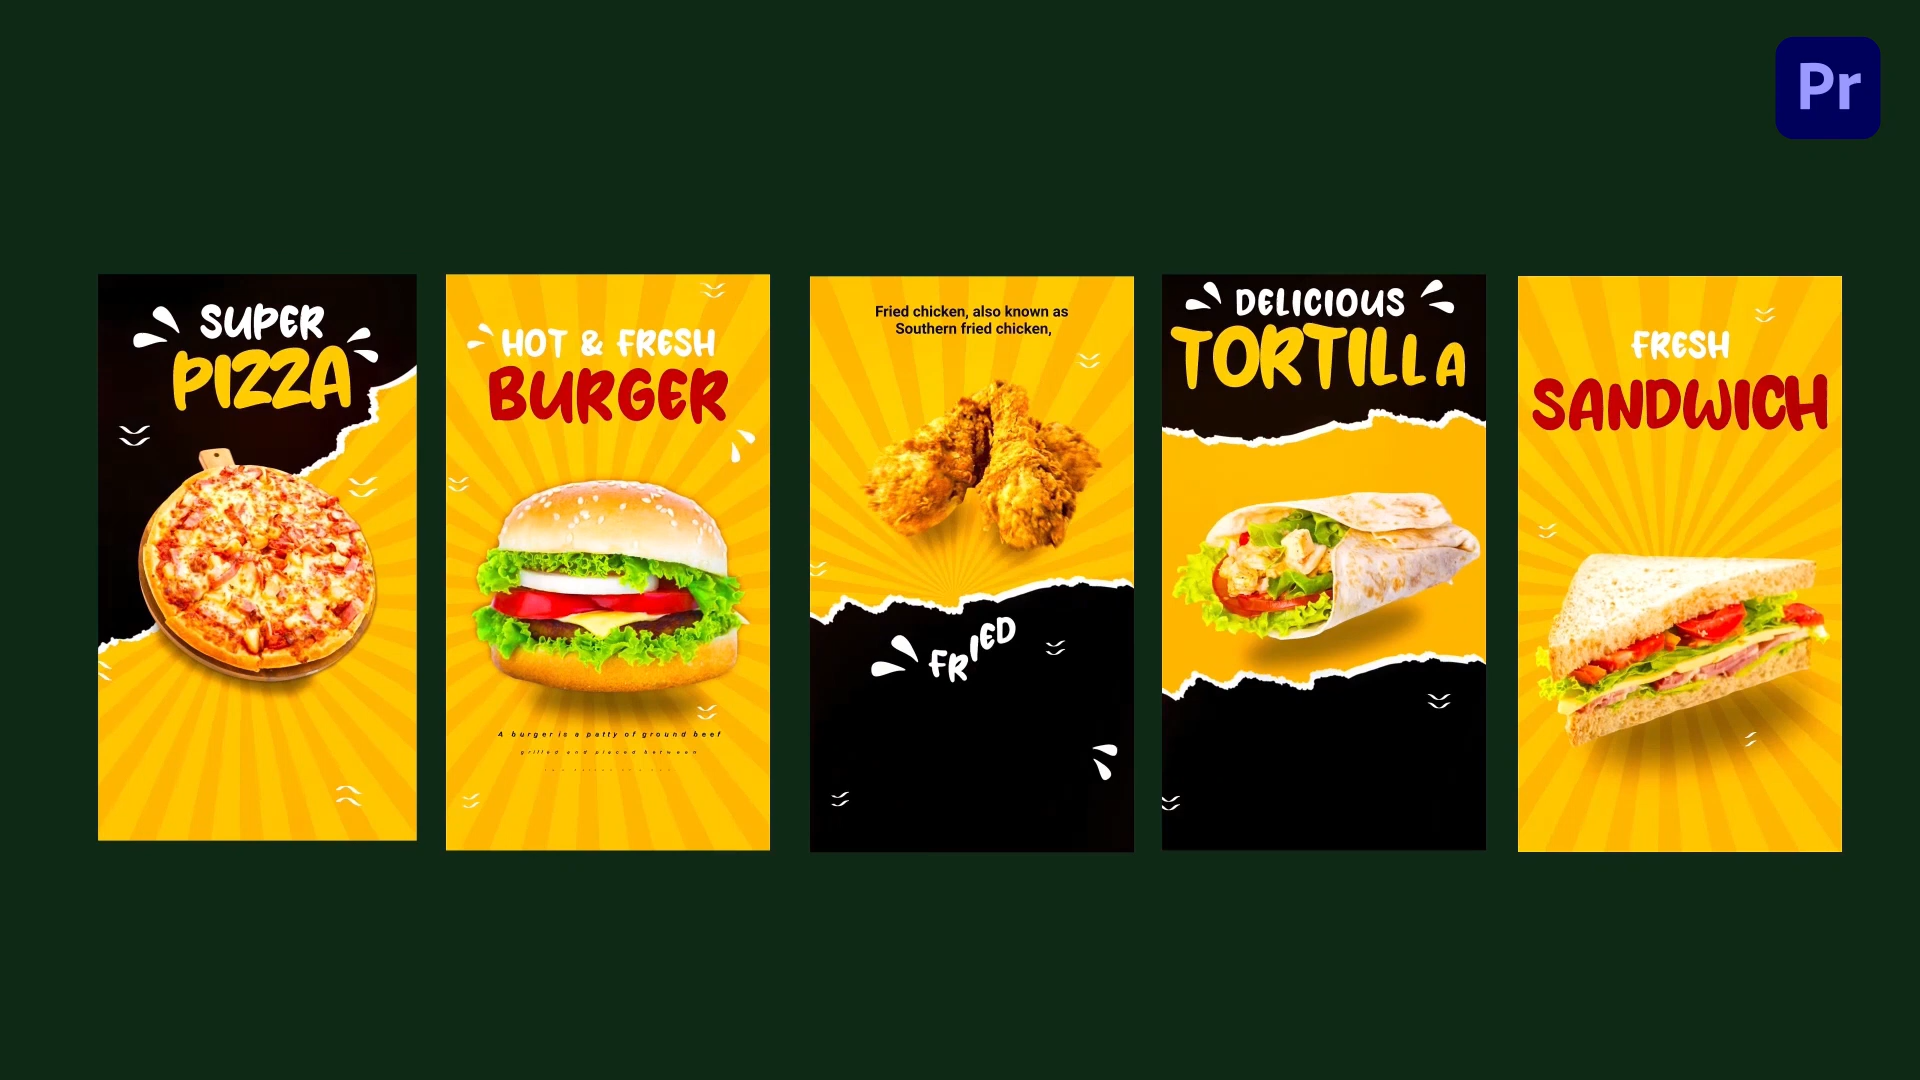 Pr
SUPER
PIZZA
HOT & FRESH
BURGER
A burger is a patty of ground beef
grilled and placed between
Fried chicken, also known as
Southern fried chicken,
FRIED
DELICIOUS
TORTILLA
FRESH
SANDWICH